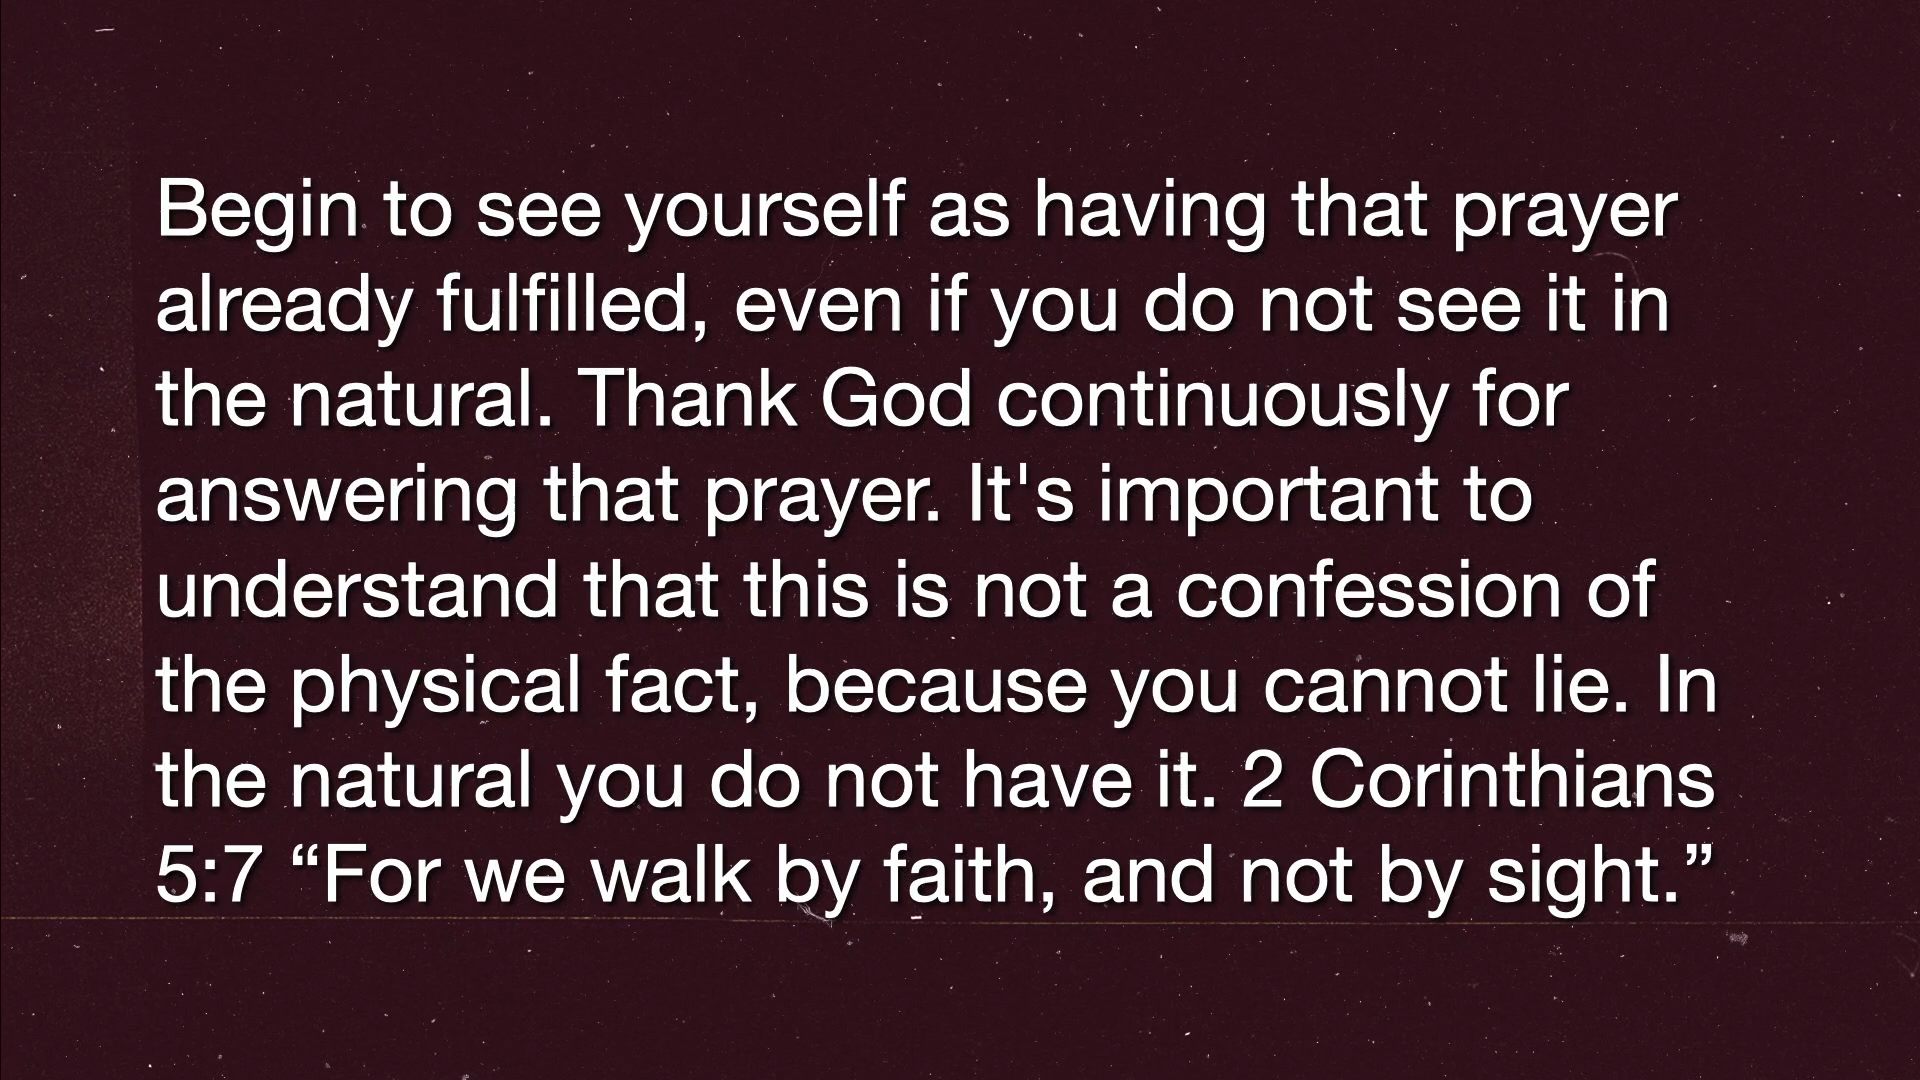 Begin to see yourself as having that prayer
already fulfilled, even if you do not see it in
the natural. Thank God continuously for
answering that prayer. It's important to
understand that this is not a confession of
the physical fact, because you cannot lie. In
the natural you do not have it. 2 Corinthians
5:7 “For we walk by faith, and not by sight.”